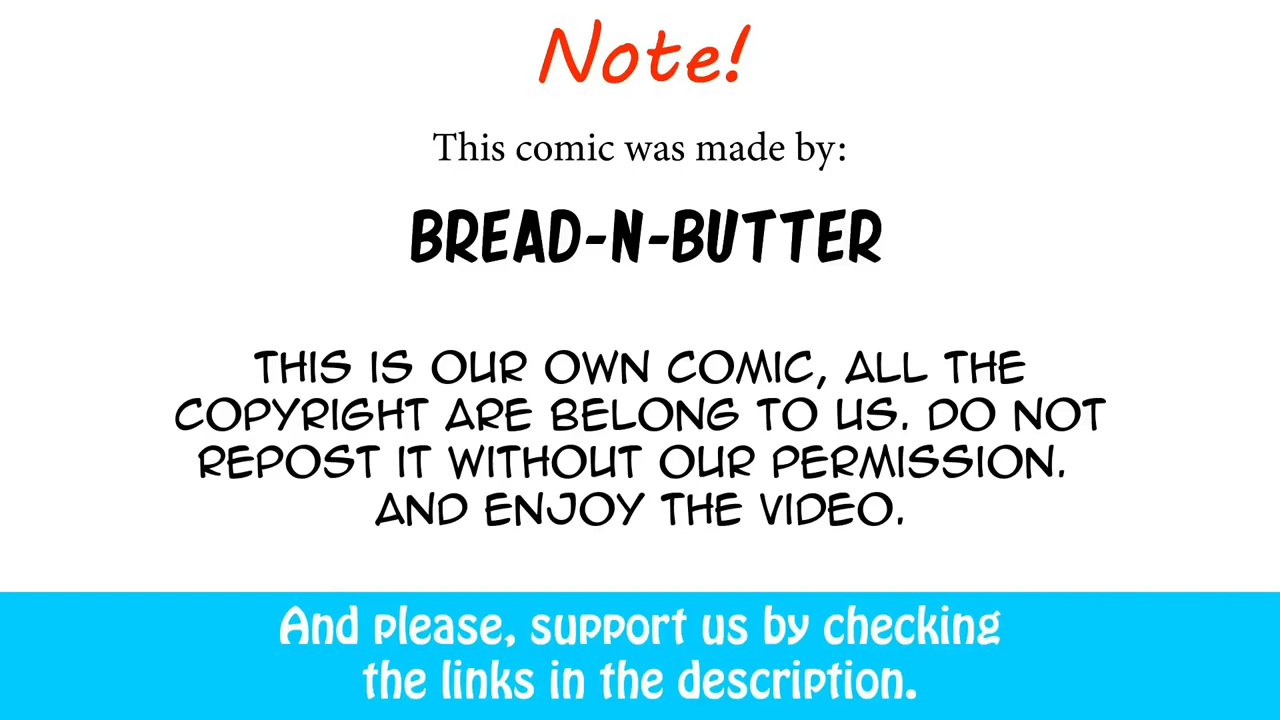 Note!
This comic was made by:
BREAD-N-BUTTER
THIS IS OUR OWN COMIC, ALL THE
COPYRIGHT ARE BELONG TO US. DO NOT
REPOST IT WITHOUT OUR PERMISSION.
AND ENJOY THE VIDEO.
And please, support us by checking
the links in the description.